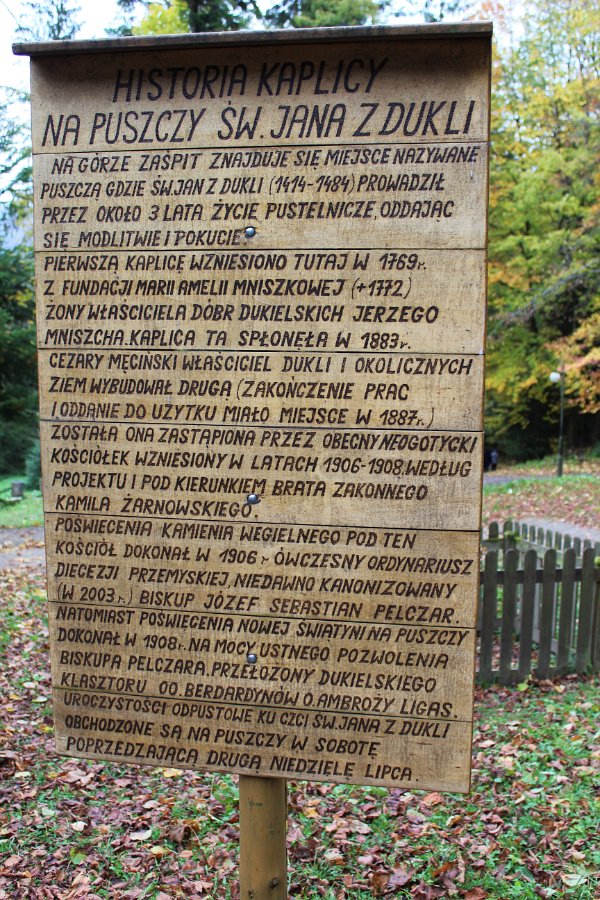 HISTORIA KAPLICY
NA PUSZCZY ŚW. JANA Z DUKLI
NA GÓRZE ZAŚPIT ZNAJDUJE SIĘ MIEJSCE NAZYWANE
PUSZCZĄ GDZIE ŚW.JAN Z DUKLI (1414-1484) PROWADZIŁ
PRZEZ OKOŁO 3 LATA ŻYCIE PUSTELNICZE, ODDAJĄC
SIĘ MODLITWIE I POKUCIE.
PIERWSZĄ KAPLICĘ WZNIESIONO TUTAJ W 1769r.
Z FUNDACJI MARII AMELII MNISZKOWEJ (+1772)
ŻONY WŁAŚCICIELA DÓBR DUKIELSKICH JERZEGO
MNISZCHA. KAPLICA TA SPŁONĘŁA W 1883r.
CEZARY MĘCIŃSKI WŁAŚCICIEL DUKLI I OKOLICZNYCH
ZIEM WYBUDOWAŁ DRUGĄ (ZAKOŃCZENIE PRAC
I ODDANIE DO UŻYTKU MIAŁO MIEJSCE W 1887r.)
ZOSTAŁA ONA ZASTĄPIONA PRZEZ OBECNY NEOGOTYCKI
KOŚCIÓŁEK WZNIESIONY W LATACH 1906-1908. WEDŁUG
PROJEKTU I POD KIERUNKIEM BRATA ZAKONNEGO
KAMILA ŻARNOWSKIEGO.
POŚWIĘCENIA KAMIENIA WĘGIELNEGO POD TEN
KOŚCIÓŁ DOKONAŁ W 1906 r ÓWCZESNY ORDYNARIUSZ
DIECEZJI PRZEMYSKIEJ, NIEDAWNO KANONIZOWANY
(W 2003 r.) BISKUP JÓZEF SEBASTIAN PELCZAR.
NATOMIAST POŚWIĘCENIA NOWEJ ŚWIĄTYNI NA PUSZCZY
DOKONAŁ W 1908r. NA MOCY USTNEGO POZWOLENIA
BISKUPA PELCZARA. PRZEŁOŻONY DUKIELSKIEGO
KLASZTORU OO. BERDARDYNÓW O. AMBROŻY LIGAS.
UROCZYSTOŚCI ODPUSTOWE KU CZCI ŚW.JANA Z DUKLI
OBCHODZONE SĄ NA PUSZCZY W SOBOTĘ
POPRZEDZAJĄCĄ DRUGĄ NIEDZIELĘ LIPCA.